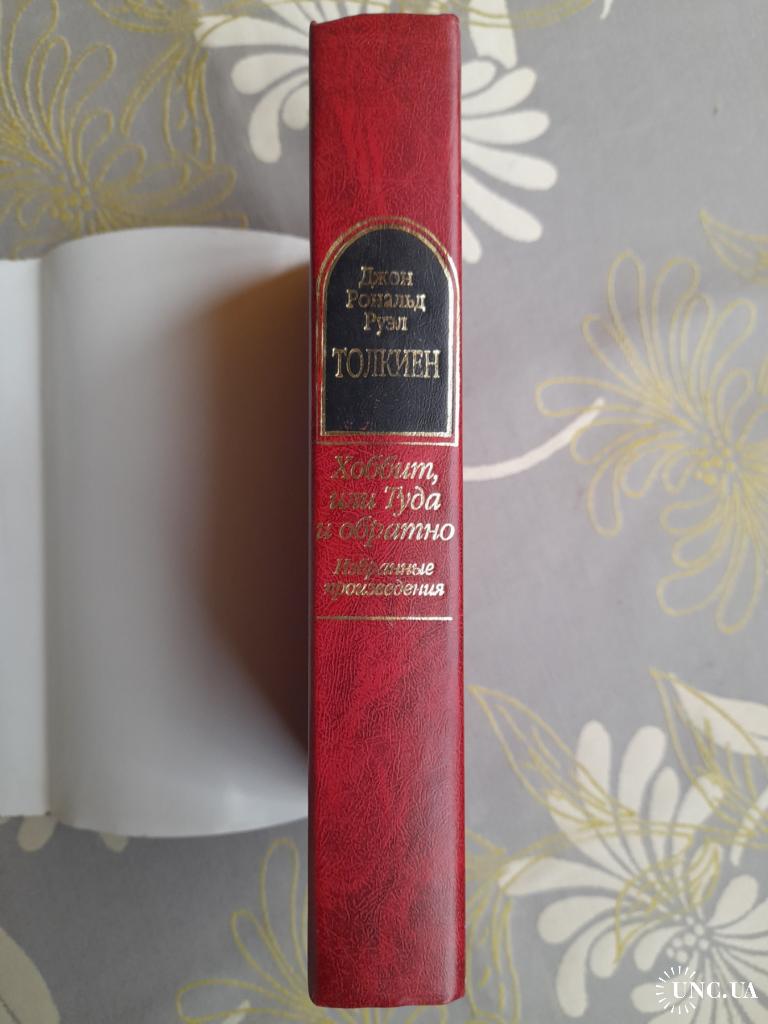 Джон
Рональд
Руэл
ТОЛКИЕН
Хоббит,
или Туда
и обратно
Избранные
произведения
UNC.UA